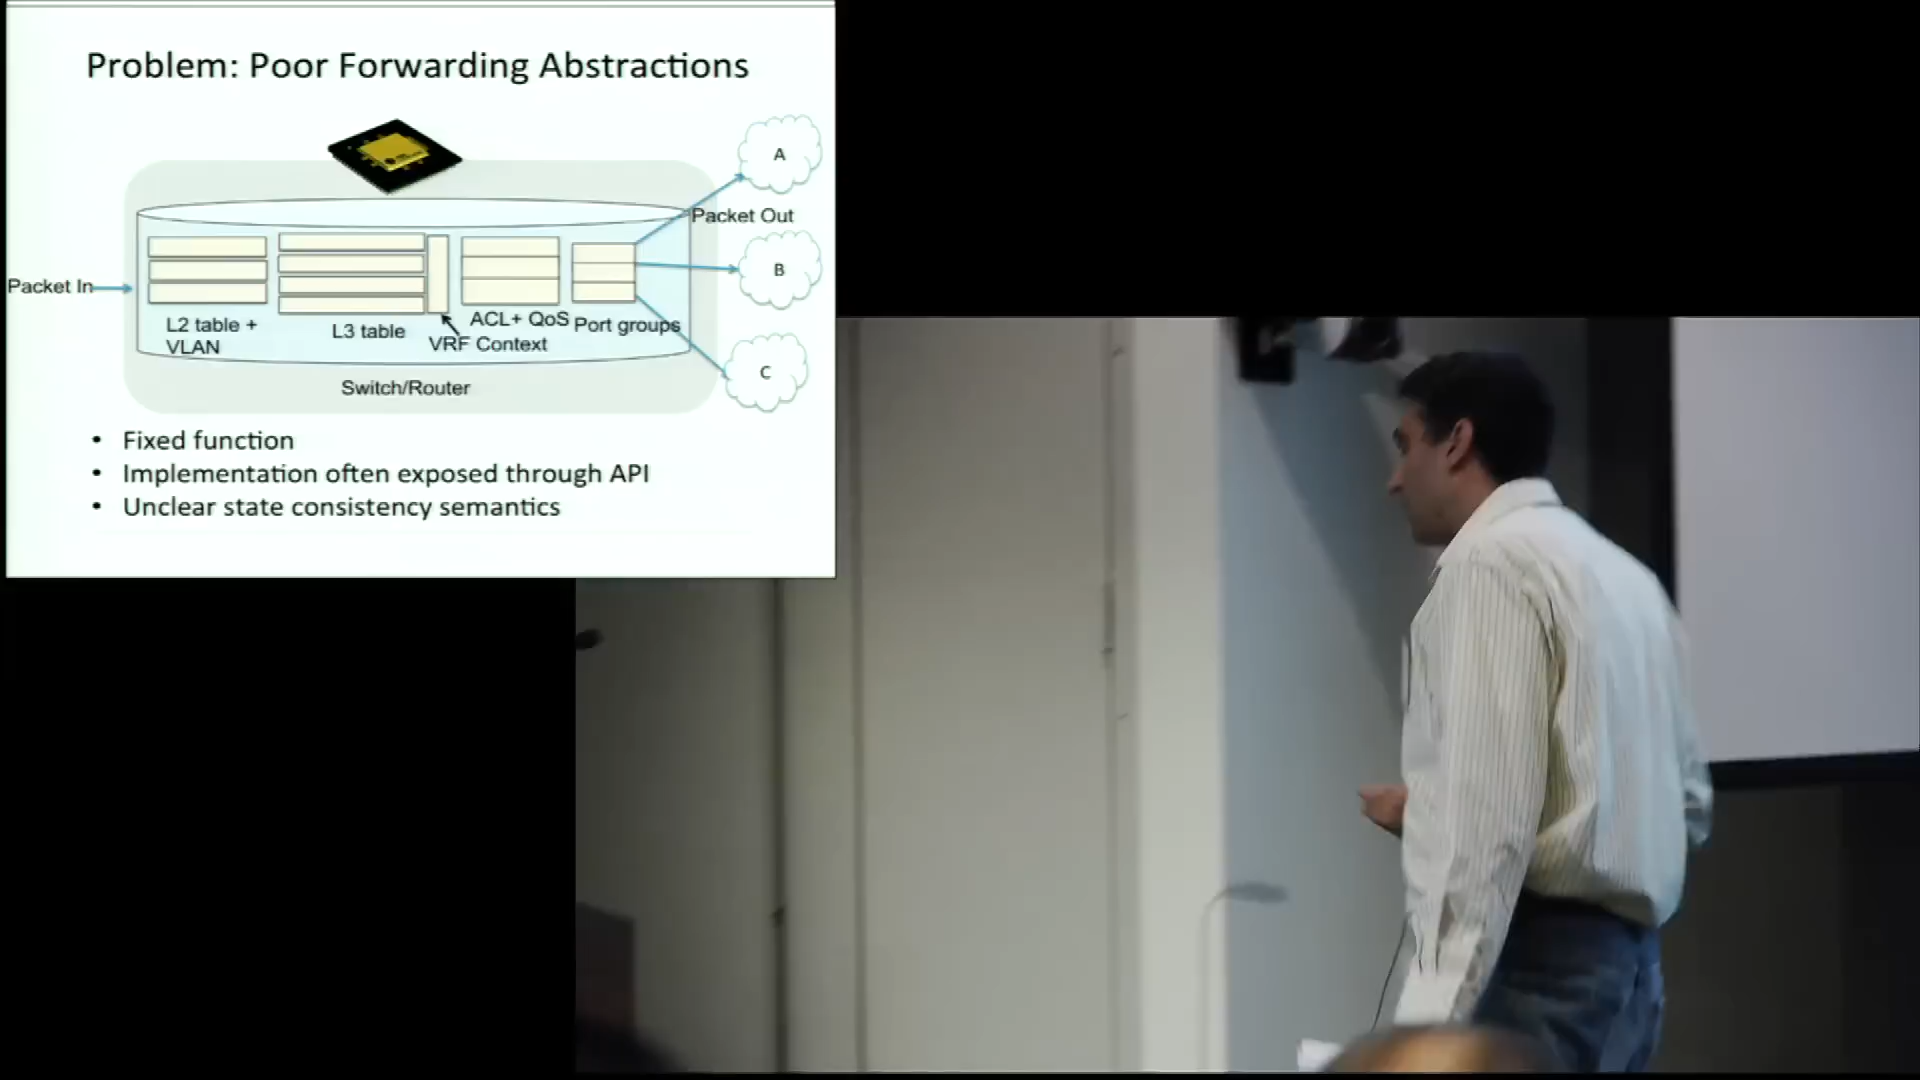 Problem: Poor Forwarding Abstractions
A
Packet Out
B
Packet In
L2 table +
VLAN
L3 table
ACL+ QoS
Port groups
VRF Context
C
Switch/Router
• Fixed function
• Implementation often exposed through API
• Unclear state consistency semantics